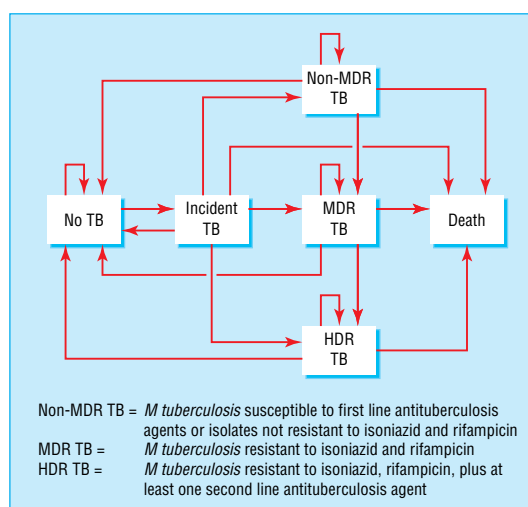 Non-MDR
TB
No TB
Incident
TB
MDR
TB
Death
HDR
TB
Non-MDR TB = M tuberculosis susceptible to first line antituberculosis
agents or isolates not resistant to isoniazid and rifampicin
MDR TB = M tuberculosis resistant to isoniazid and rifampicin
HDR TB = M tuberculosis resistant to isoniazid, rifampicin, plus at
least one second line antituberculosis agent